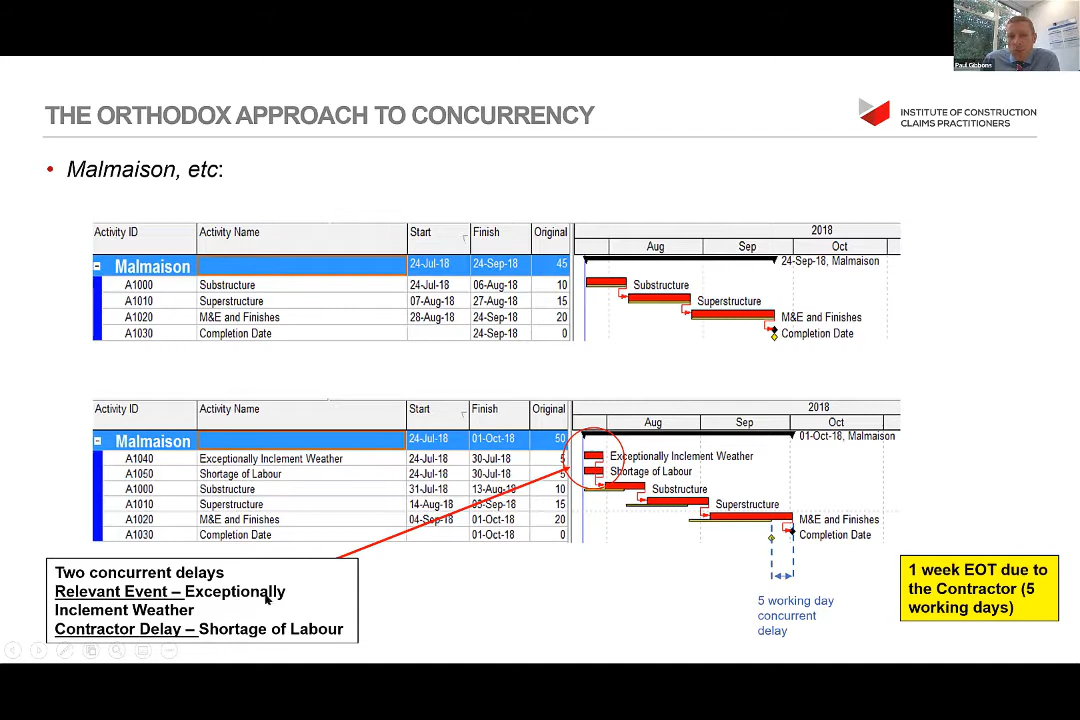 Paul Gibbons
THE ORTHODOX APPROACH TO CONCURRENCY
INSTITUTE OF CONSTRUCTION
CLAIMS PRACTITIONERS
• Malmaison, etc:
Activity ID Activity Name Start Finish Original 2018
Aug Sep Oct
Malmaison 24-Jul-18 24-Sep-18 45 24-Sep-18, Malmaison
A1000 Substructure 24-Jul-18 06-Aug-18 10 Substructure
A1010 Superstructure 07-Aug-18 27-Aug-18 15 Superstructure
A1020 M&E and Finishes 28-Aug-18 24-Sep-18 20 M&E and Finishes
A1030 Completion Date 24-Sep-18 0 Completion Date
Activity ID Activity Name Start Finish Original 2018
Aug Sep Oct
Malmaison 24-Jul-18 01-Oct-18 50 01-Oct-18, Malmaison
A1040 Exceptionally Inclement Weather 24-Jul-18 30-Jul-18 5 Exceptionally Inclement Weather
A1050 Shortage of Labour 24-Jul-18 30-Jul-18 5 Shortage of Labour
A1000 Substructure 31-Jul-18 13-Aug-18 10 Substructure
A1010 Superstructure 14-Aug-18 03-Sep-18 15 Superstructure
A1020 M&E and Finishes 04-Sep-18 01-Oct-18 20 M&E and Finishes
A1030 Completion Date 01-Oct-18 0 Completion Date
Two concurrent delays
Relevant Event – Exceptionally
Inclement Weather
Contractor Delay – Shortage of Labour
5 working day
concurrent
delay
1 week EOT due to
the Contractor (5
working days)